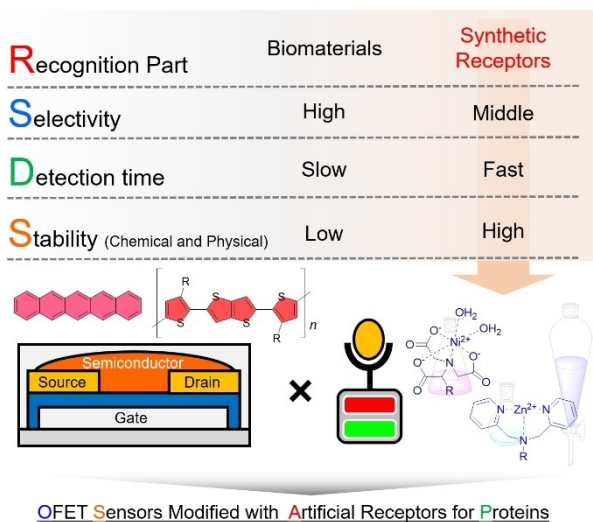 Recognition Part Biomaterials Synthetic Receptors
Selectivity High Middle
Detection time Slow Fast
Stability (Chemical and Physical) Low High
R
S S S
S R n
OH₂
OH₂
Ni²⁺
O⁻ O⁻
N
O O⁻ O
R
Semiconductor
Source Drain
Gate
×
N Zn²⁺ N
N
R
OFET Sensors Modified with Artificial Receptors for Proteins